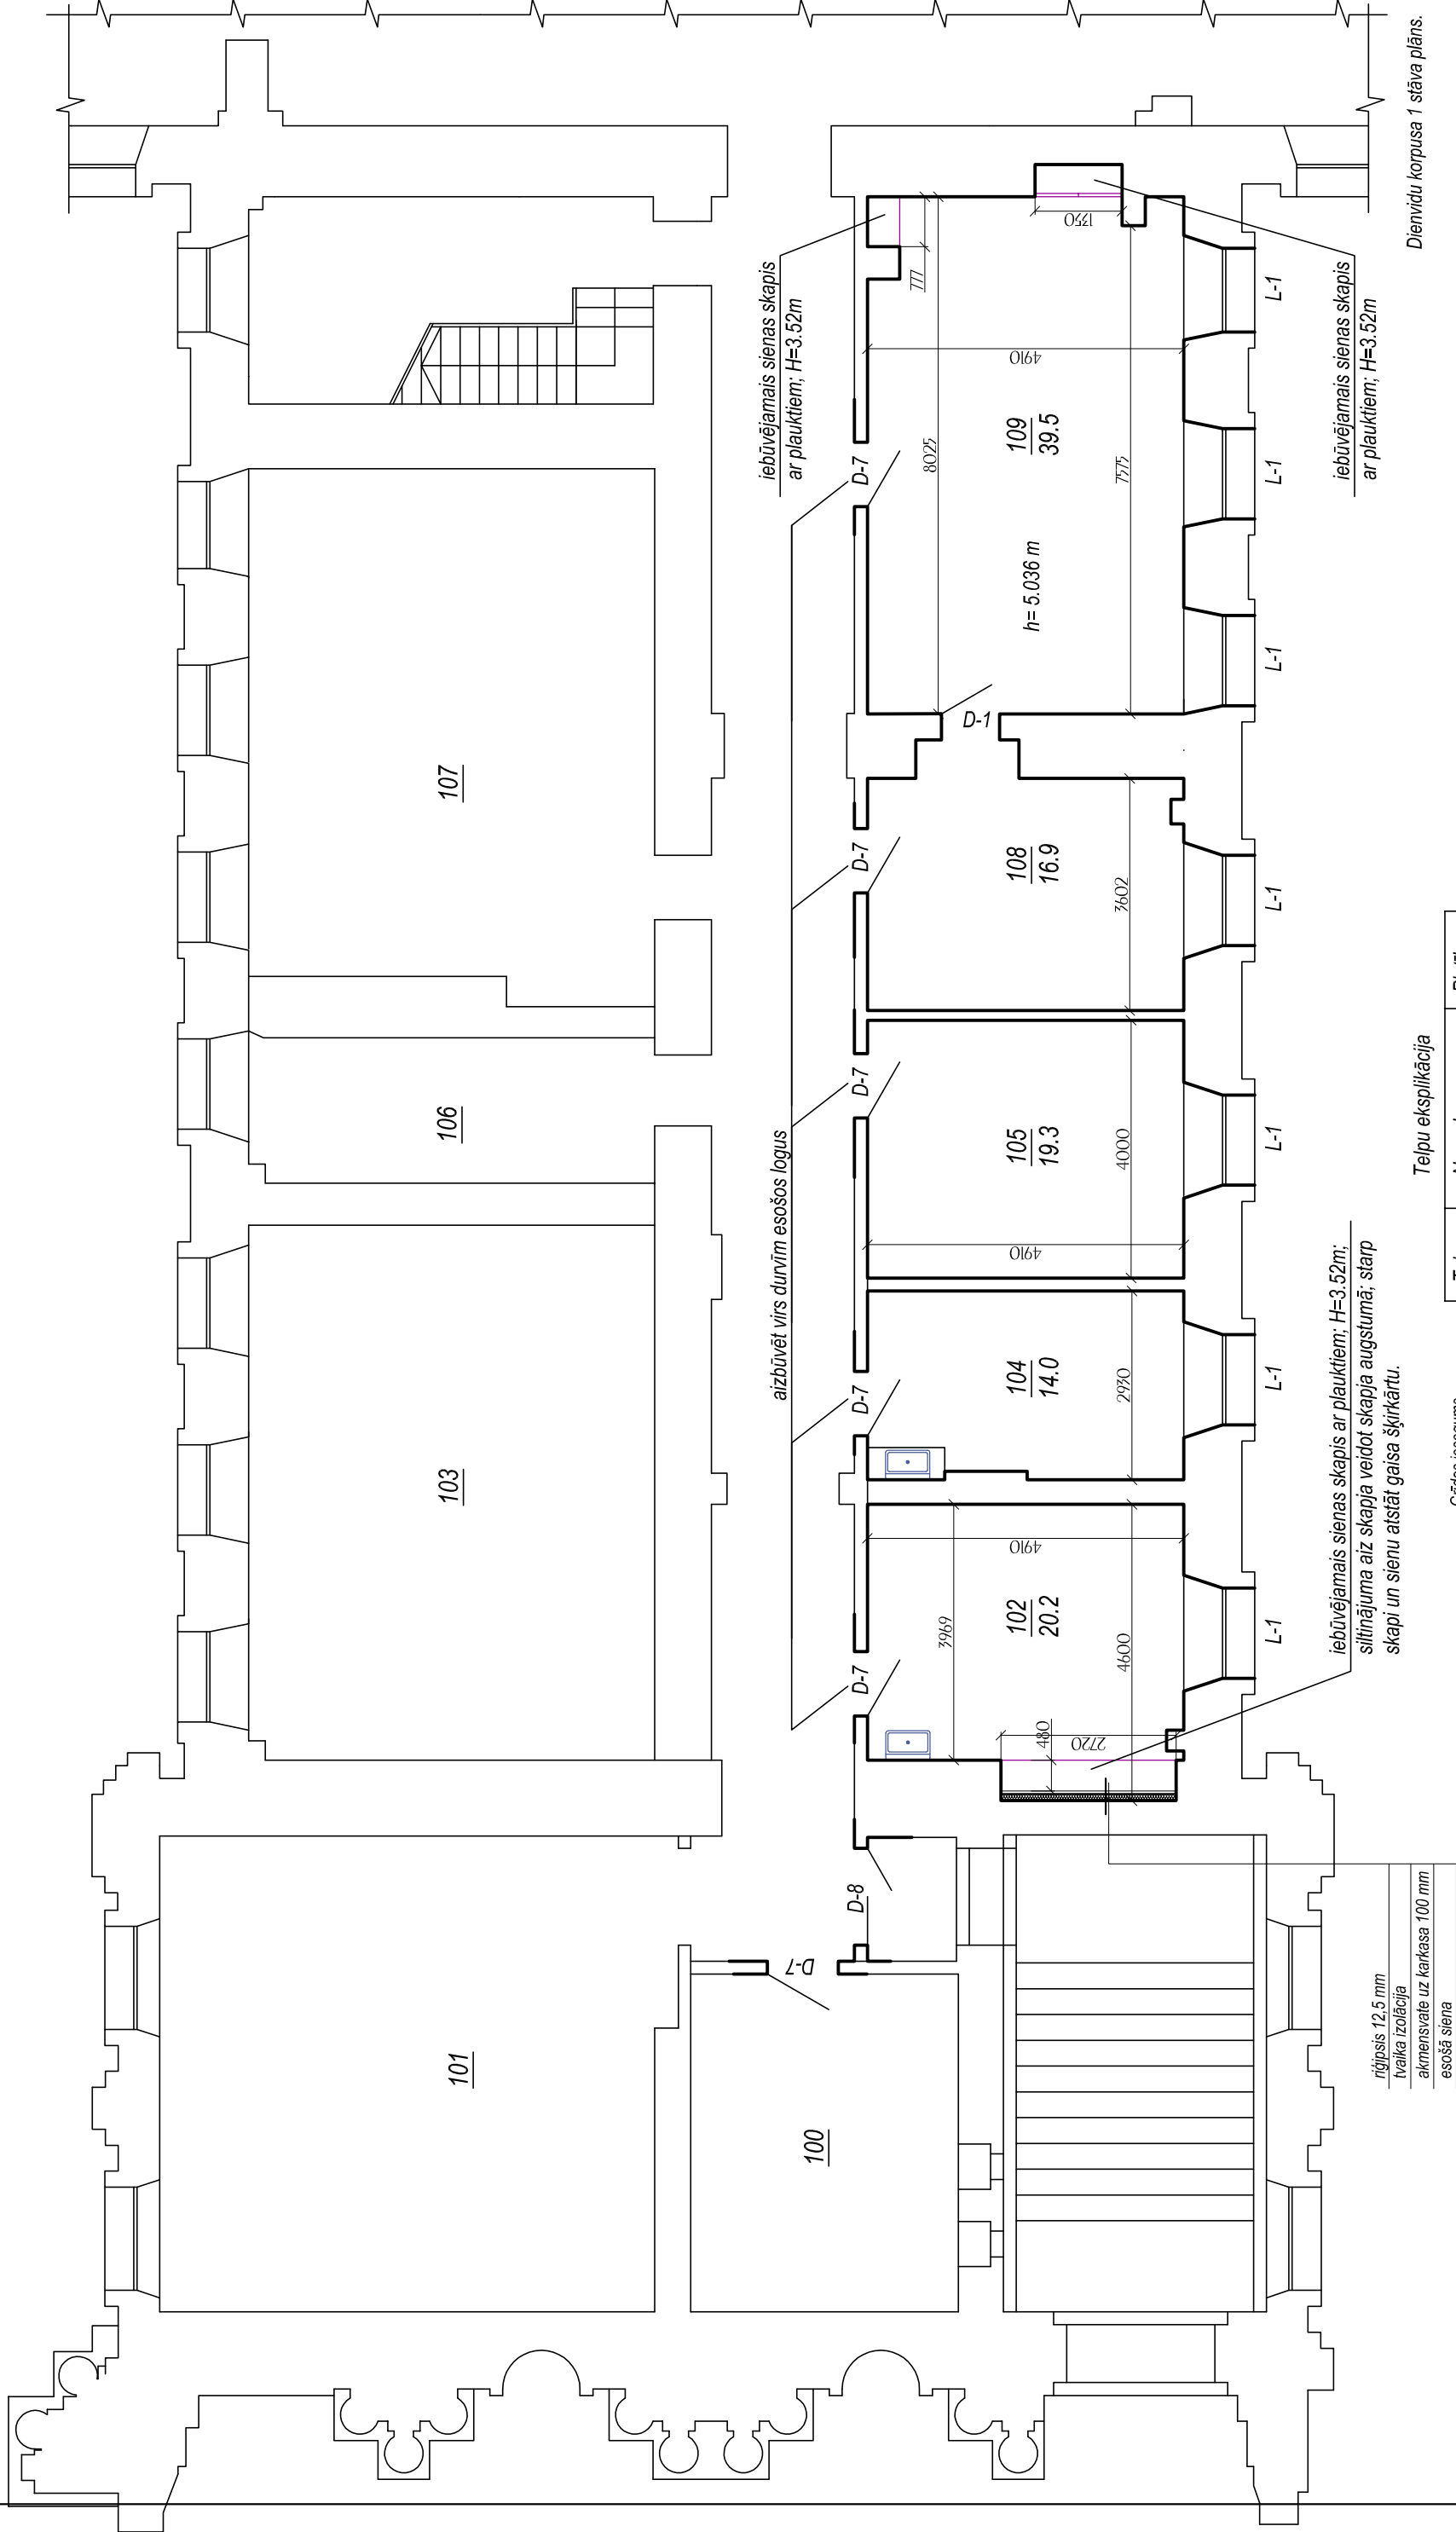 Dienvidu korpusa 1 stāva plāns.
iebūvējamais sienas skapis
ar plauktiem; H=3.52m
iebūvējamais sienas skapis
ar plauktiem; H=3.52m
aizbūvēt virs durvīm esošos logus
101
103
106
107
100
D-7
D-8
D-7
D-7
D-7
D-7
D-7
102
20.2
3969
4910
4600
480
2720
104
14.0
2930
105
19.3
4910
4000
108
16.9
3602
D-1
109
39.5
h= 5.036 m
8025
7575
4910
777
1350
L-1
L-1
L-1
L-1
L-1
L-1
L-1
iebūvējamais sienas skapis ar plauktiem; H=3.52m;
siltinājuma aiz skapja veidot skapja augstumā; starp
skapi un sienu atstāt gaisa šķirkārtu.
riģipsis 12,5 mm
tvaika izolācija
akmensvate uz karkasa 100 mm
esošā siena
Telpu eksplikācija